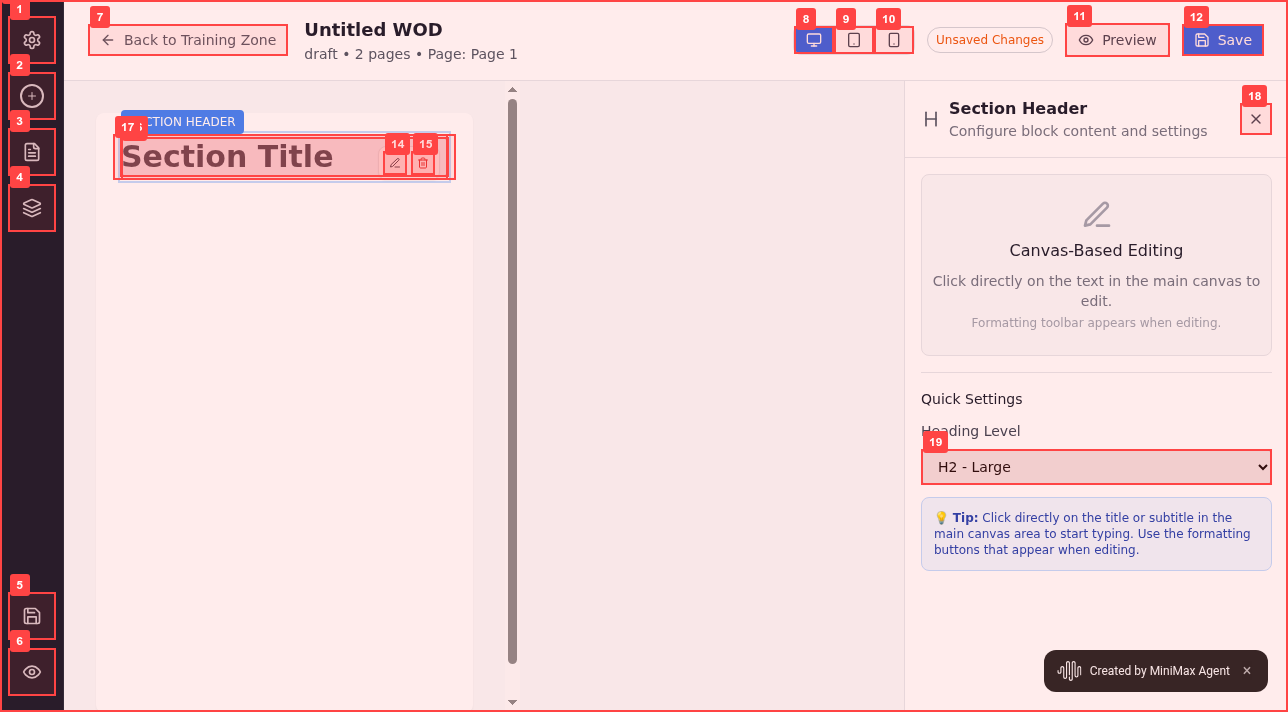 1
2
3
4
5
6
7
Back to Training Zone
Untitled WOD
draft • 2 pages • Page: Page 1
8
9
10
Unsaved Changes
11
Preview
12
Save
CTION HEADER
17
Section Title
14
15
18
Section Header
Configure block content and settings
Canvas-Based Editing
Click directly on the text in the main canvas to
edit.
Formatting toolbar appears when editing.
Quick Settings
Heading Level
19
H2 - Large
💡 Tip: Click directly on the title or subtitle in the
main canvas area to start typing. Use the formatting
buttons that appear when editing.
Created by MiniMax Agent